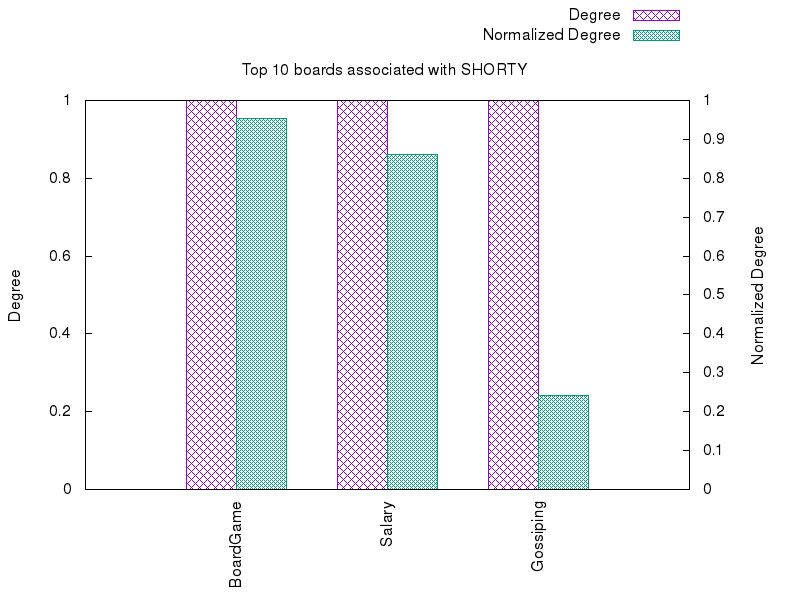 Degree
Normalized Degree
Top 10 boards associated with SHORTY
1
0.8
0.6
0.4
0.2
0
Degree
1
0.9
0.8
0.7
0.6
0.5
0.4
0.3
0.2
0.1
0
Normalized Degree
BoardGame
Salary
Gossiping